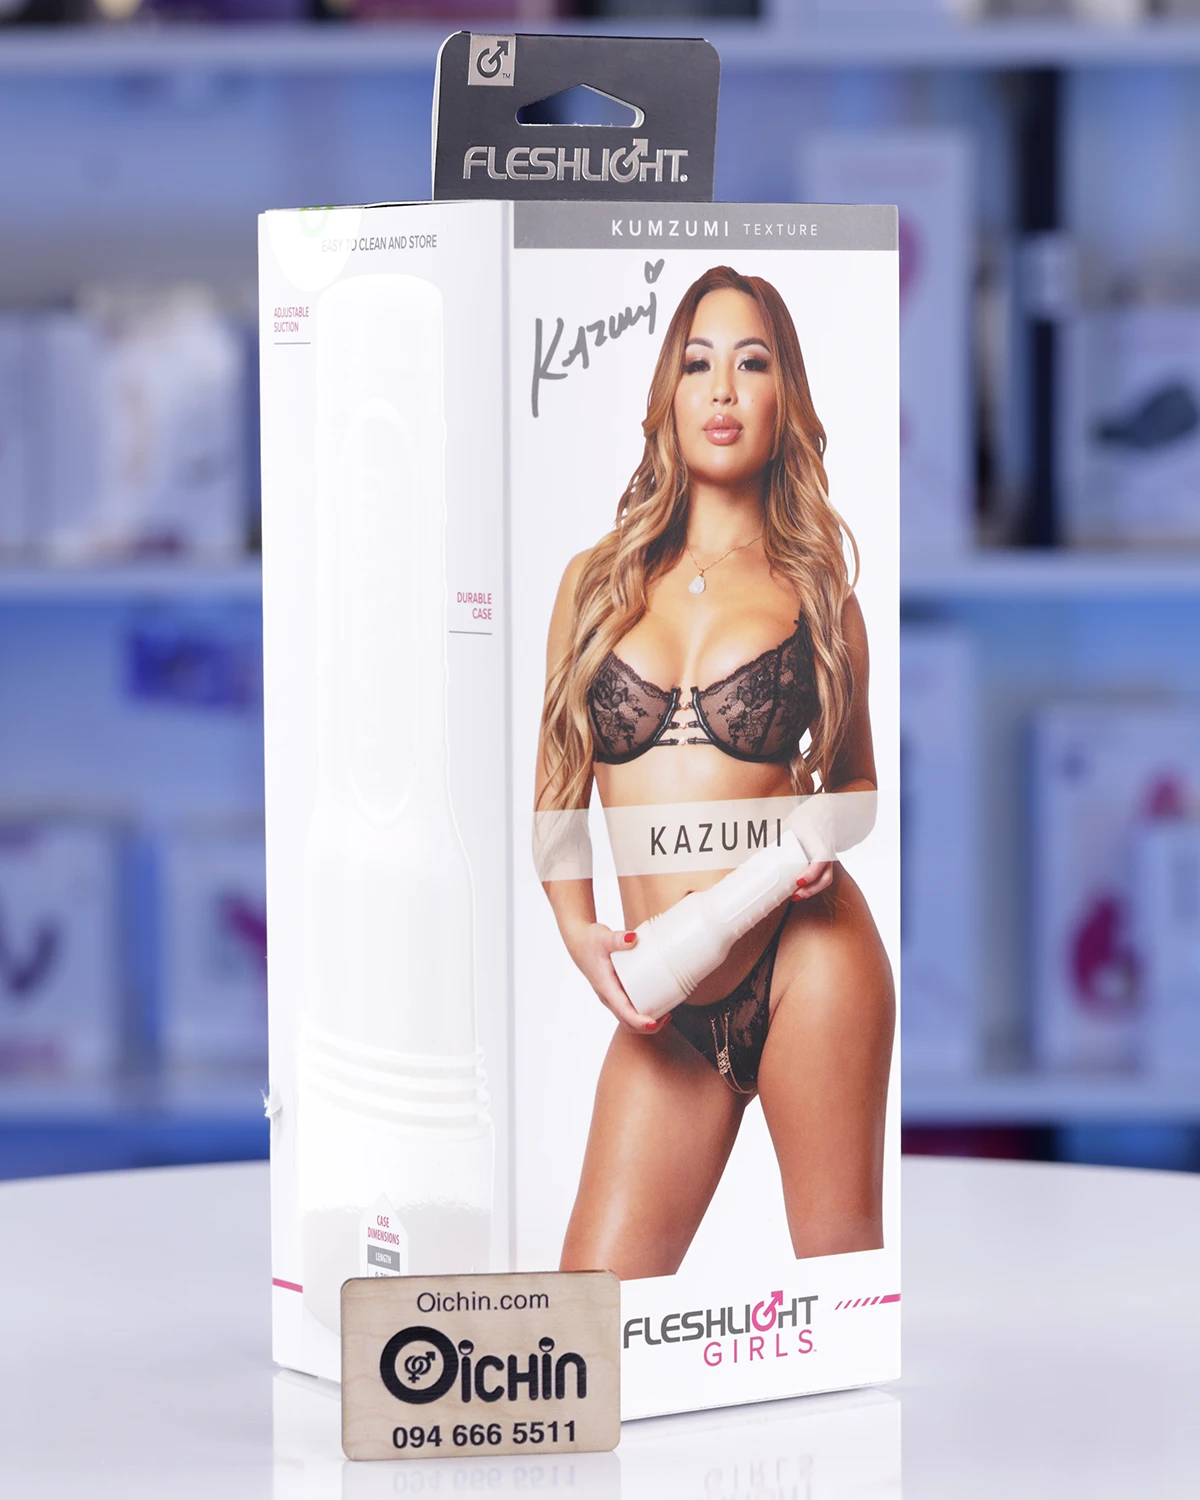 FLESHLIGHT
KUMZUMI TEXTURE
EASY TO CLEAN AND STORE
ADJUSTABLE
SUCTION
Kazumi
DURABLE
CASE
KAZUMI
CASE
DIMENSIONS
LENGTH
FLESHLIGHT
GIRLS
Oichin.com
OiCHiN
094 666 5511